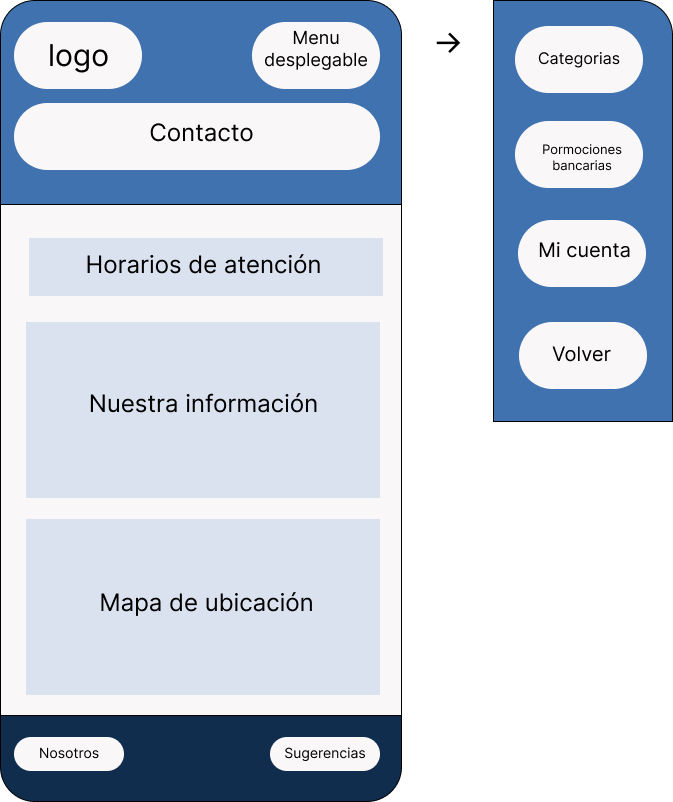 logo
Menu
desplegable
Contacto
Horarios de atención
Nuestra información
Mapa de ubicación
Nosotros
Sugerencias
Categorias
Pormociones
bancarias
Mi cuenta
Volver